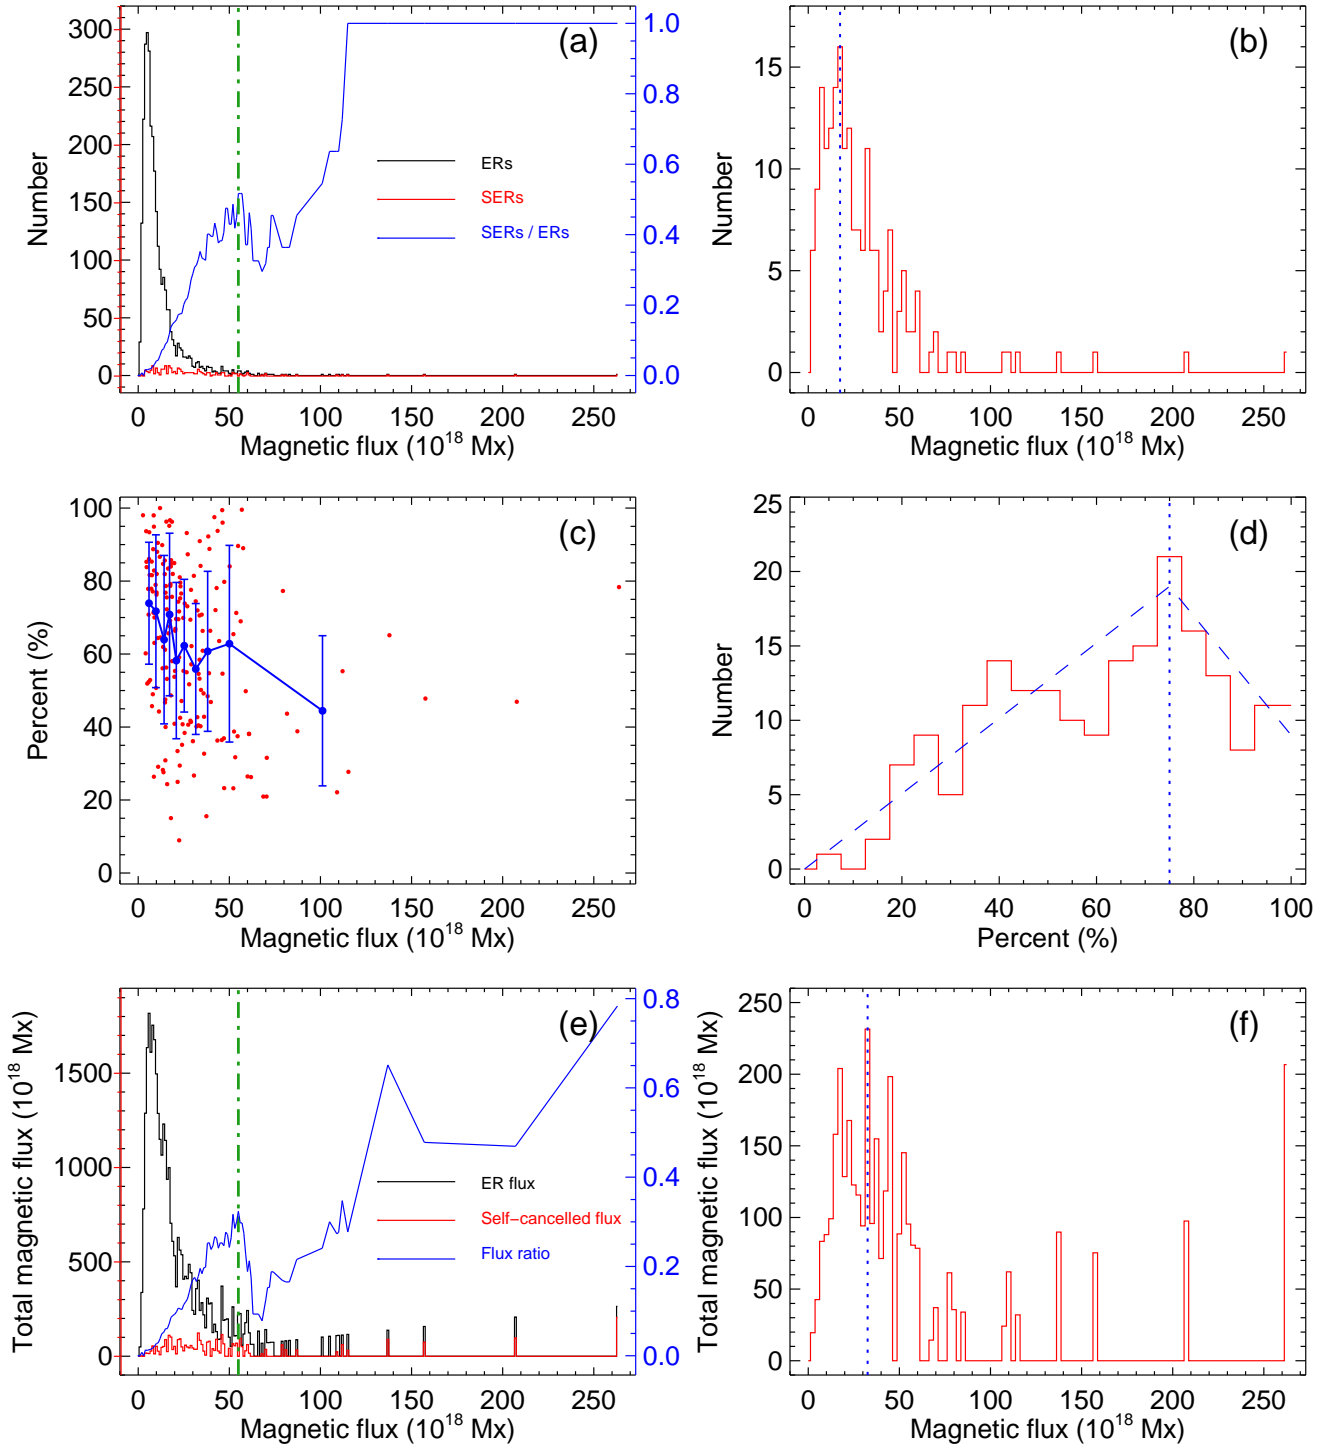 (a)
Number
300
250
200
150
100
50
0
1.0
0.8
0.6
0.4
0.2
0.0
ERs
SERs
SERs / ERs
0 50 100 150 200 250
Magnetic flux (10^18 Mx)
(b)
Number
15
10
5
0
0 50 100 150 200 250
Magnetic flux (10^18 Mx)
(c)
Percent (%)
100
80
60
40
20
0
0 50 100 150 200 250
Magnetic flux (10^18 Mx)
(d)
Number
25
20
15
10
5
0
0 20 40 60 80 100
Percent (%)
(e)
Total magnetic flux (10^18 Mx)
1500
1000
500
0
0.8
0.6
0.4
0.2
0.0
ER flux
Self−cancelled flux
Flux ratio
0 50 100 150 200 250
Magnetic flux (10^18 Mx)
(f)
Total magnetic flux (10^18 Mx)
250
200
150
100
50
0
0 50 100 150 200 250
Magnetic flux (10^18 Mx)